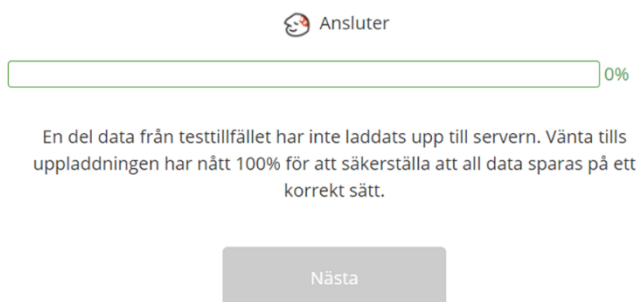 Ansluter
0%
En del data från testtillfället har inte laddats upp till servern. Vänta tills
uppladdningen har nått 100% för att säkerställa att all data sparas på ett
korrekt sätt.
Nästa